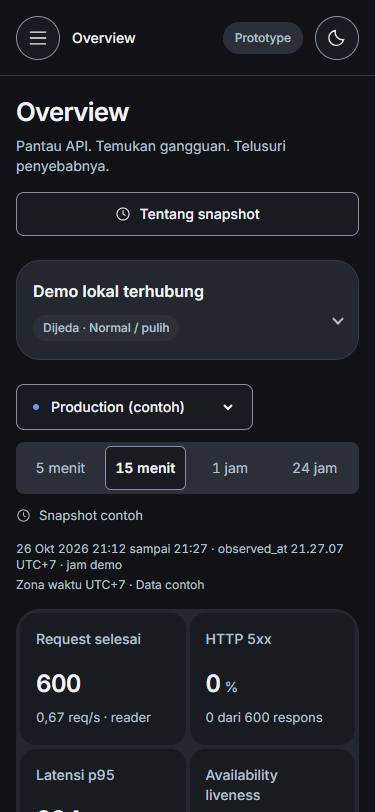 Overview
Prototype
Overview
Pantau API. Temukan gangguan. Telusuri
penyebabnya.
Tentang snapshot
Demo lokal terhubung
Dijeda · Normal / pulih
Production (contoh)
5 menit
15 menit
1 jam
24 jam
Snapshot contoh
26 Okt 2026 21:12 sampai 21:27 · observed_at 21.27.07
UTC+7 · jam demo
Zona waktu UTC+7 · Data contoh
Request selesai
600
0,67 req/s · reader
HTTP 5xx
0 %
0 dari 600 respons
Latensi p95
Availability
liveness